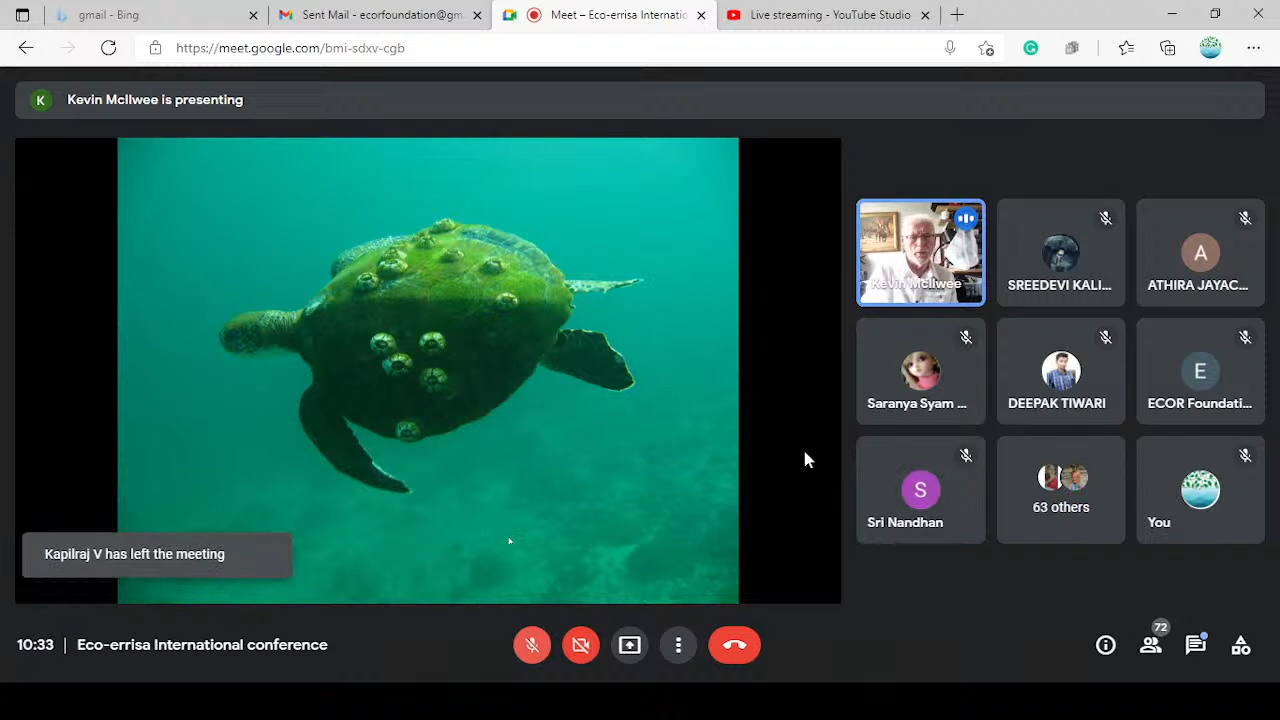 gmail - Bing
Sent Mail - ecorfoundation@gm
Meet – Eco-errisa Internatio
Live streaming - YouTube Studio
https://meet.google.com/bmi-sdxv-cgb
K
Kevin McIlwee is presenting
Kevin McIlwee
SREEDEVI KALI...
A
ATHIRA JAYAC...
Saranya Syam ...
DEEPAK TIWARI
E
ECOR Foundati...
S
Sri Nandhan
63 others
You
Kapilraj V has left the meeting
10:33 | Eco-errisa International conference
72